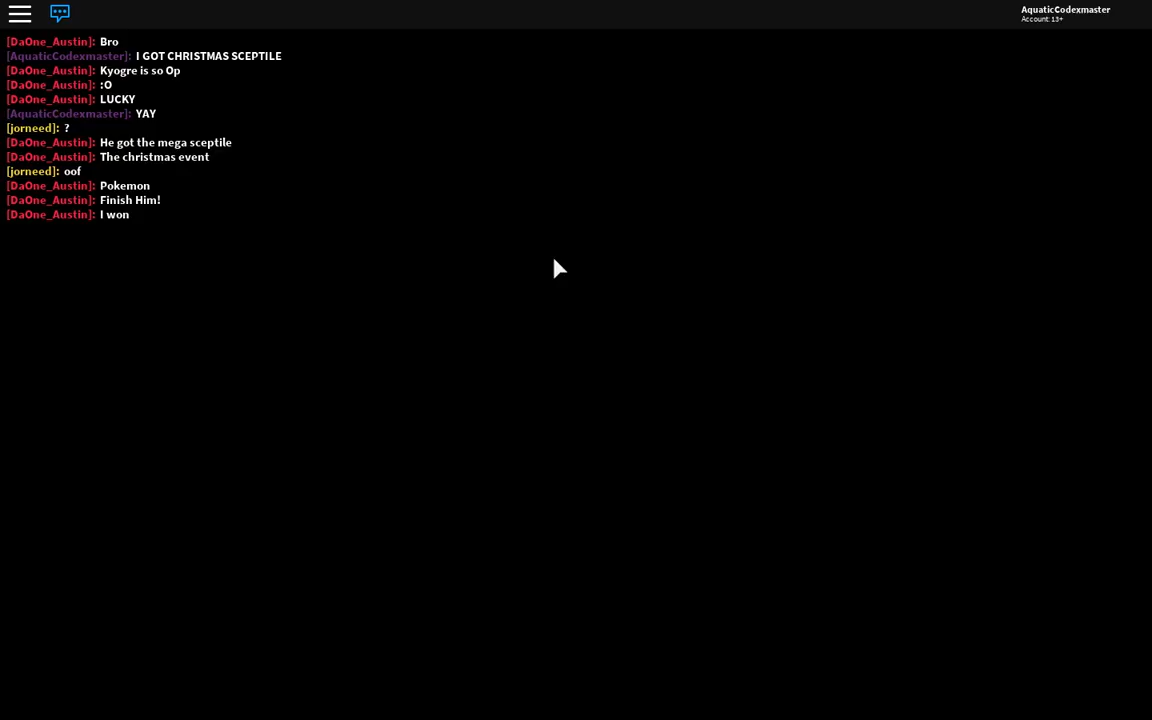 AquaticCodexmaster
Account: 13+
[DaOne_Austin]: Bro
[AquaticCodexmaster]: I GOT CHRISTMAS SCEPTILE
[DaOne_Austin]: Kyogre is so Op
[DaOne_Austin]: :O
[DaOne_Austin]: LUCKY
[AquaticCodexmaster]: YAY
[jorneed]: ?
[DaOne_Austin]: He got the mega sceptile
[DaOne_Austin]: The christmas event
[jorneed]: oof
[DaOne_Austin]: Pokemon
[DaOne_Austin]: Finish Him!
[DaOne_Austin]: I won